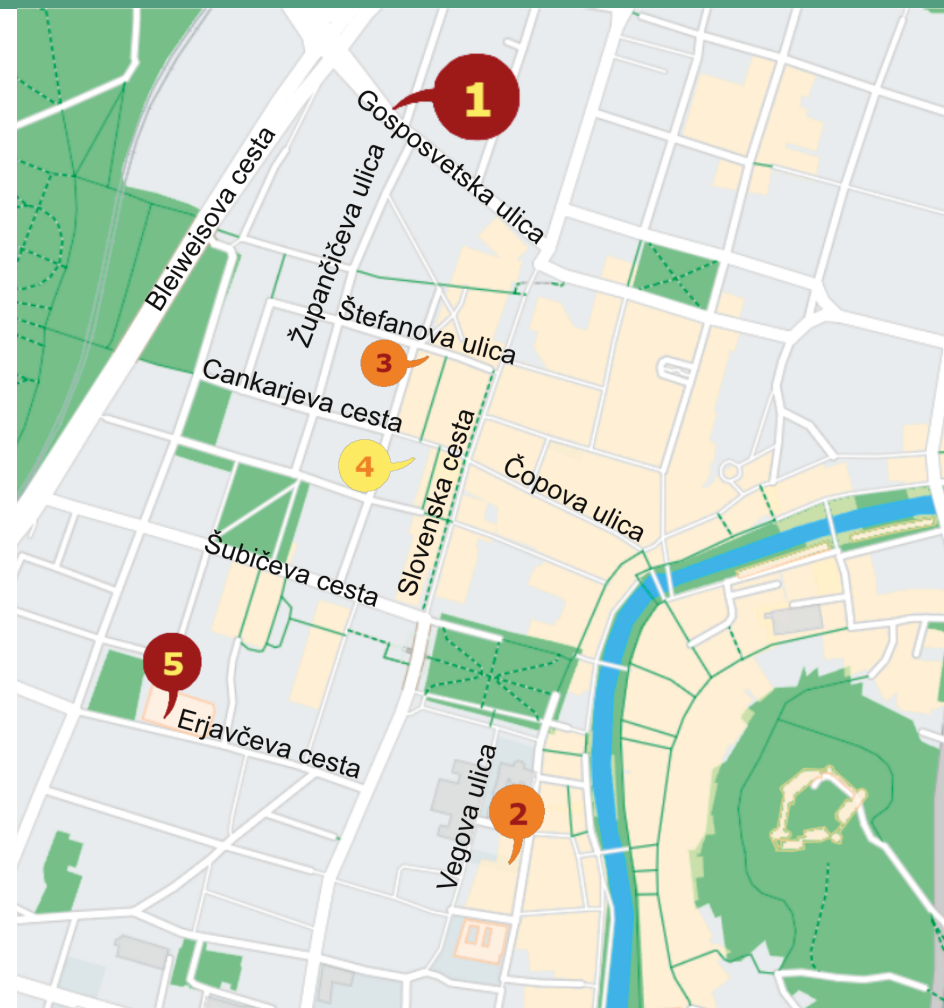 1
Gosposvetska ulica
Bleiweisova cesta
Župančičeva ulica
Štefanova ulica
3
Cankarjeva cesta
4
Slovenska cesta
Čopova ulica
Šubičeva cesta
5
Erjavčeva cesta
Vegova ulica
2